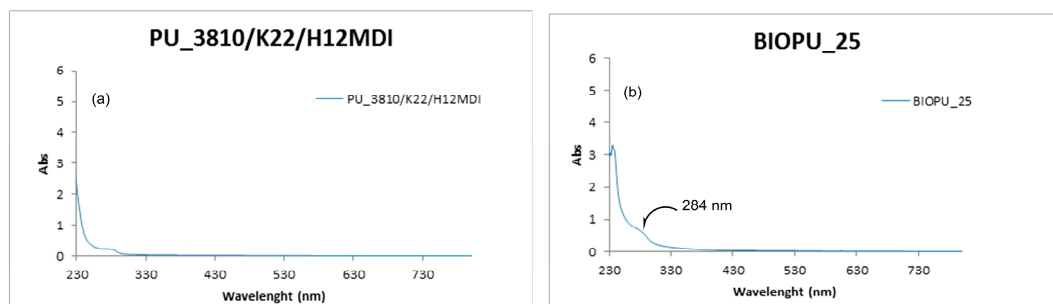 PU_3810/K22/H12MDI
6
5
4
3
2
1
0
Abs
(a)
PU_3810/K22/H12MDI
230 330 430 530 630 730
Wavelenght (nm)
BIOPU_25
6
5
4
3
2
1
0
Abs
(b)
BIOPU_25
284 nm
230 330 430 530 630 730
Wavelenght (nm)